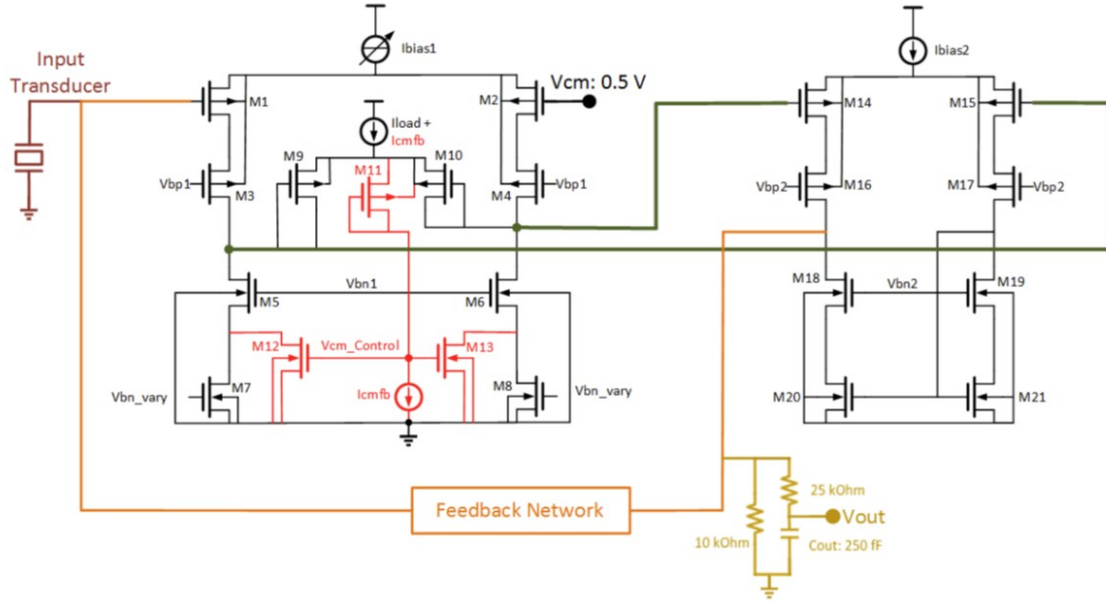 Ibias1
Ibias2
Input
Transducer
M1
M2
Vcm: 0.5 V
M14
M15
Iload +
Icmfb
M9
M11
M10
Vbp1
M3
M4
Vbp1
Vbp2
M16
M17
Vbp2
M5
Vbn1
M6
M18
Vbn2
M19
M12
Vcm_Control
M13
M7
M8
Vbn_vary
Icmfb
Vbn_vary
M20
M21
25 kOhm
Feedback Network
Vout
10 kOhm
Cout: 250 fF